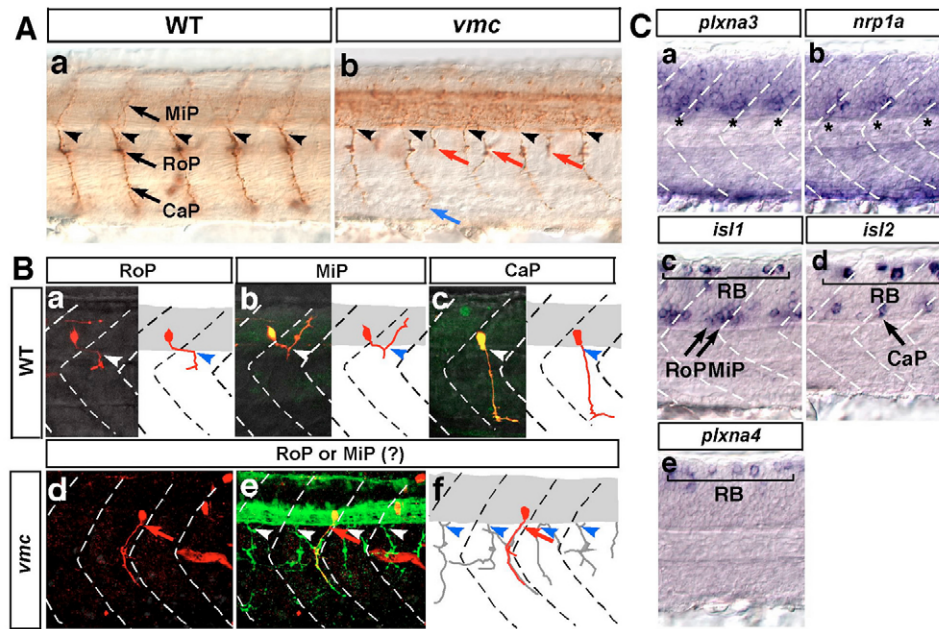 A
WT
vmc
a
MiP
RoP
CaP
b
B
RoP
MiP
CaP
WT
a
b
c
RoP or MiP (?)
vmc
d
e
f
C
plxna3
nrp1a
a
* * *
b
* * *
isl1
isl2
c
RB
RoP MiP
d
RB
CaP
plxna4
e
RB